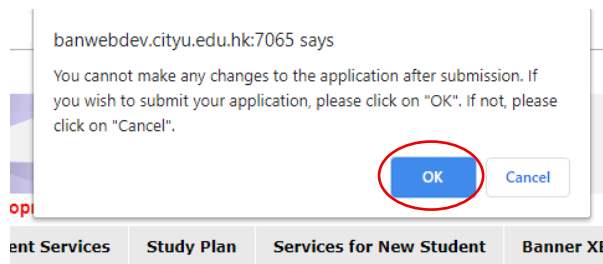 banwebdev.cityu.edu.hk:7065 says
You cannot make any changes to the application after submission. If
you wish to submit your application, please click on "OK". If not, please
click on "Cancel".
OK Cancel
opr
ent Services Study Plan Services for New Student Banner XE